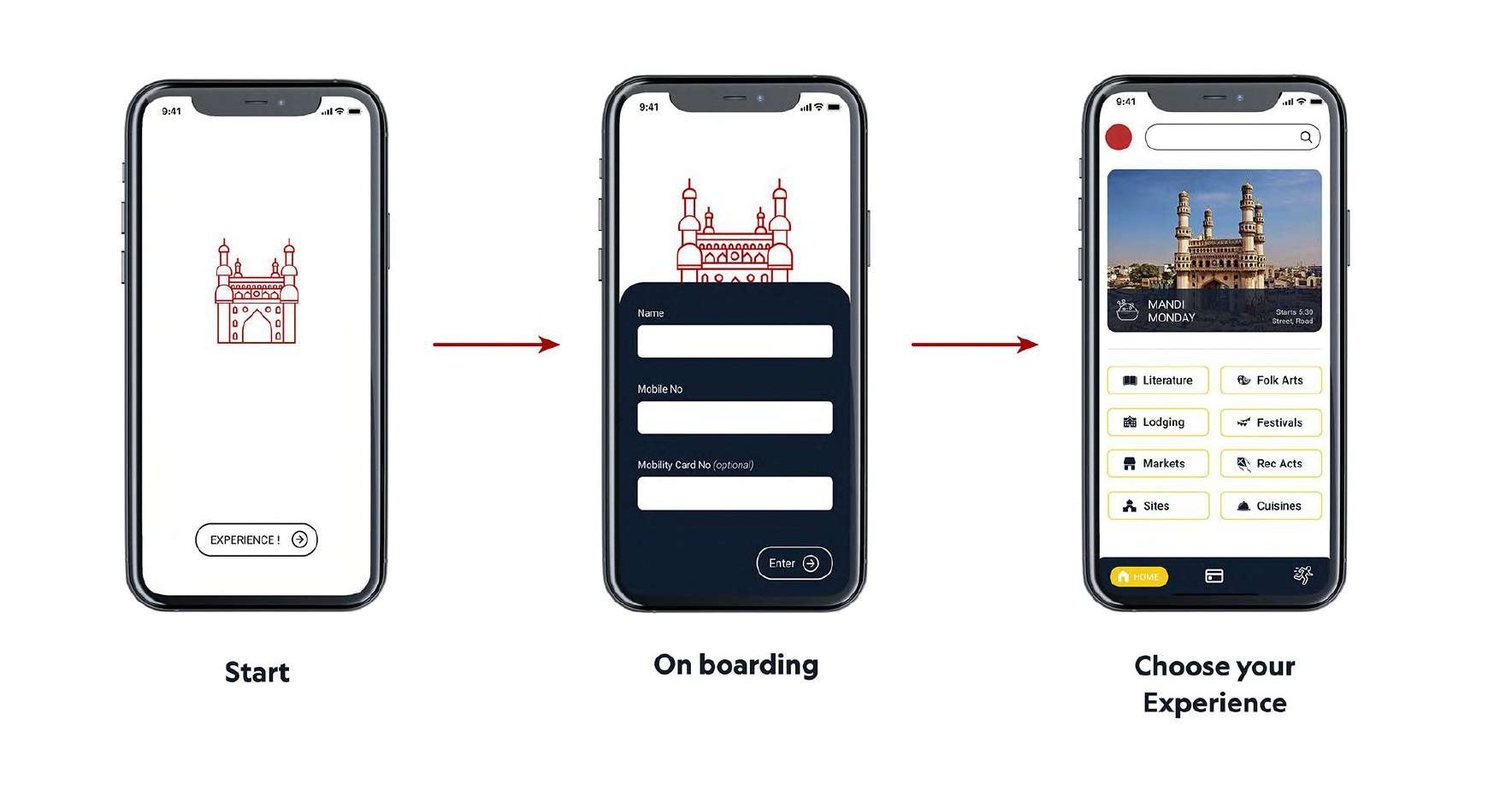 9:41
EXPERIENCE !
Start
9:41
Name
Mobile No
Mobility Card No (optional)
Enter
On boarding
9:41
MANDI
MONDAY
Starts 5.30
Street, Road
Literature
Folk Arts
Lodging
Festivals
Markets
Rec Acts
Sites
Cuisines
HOME
Choose your
Experience